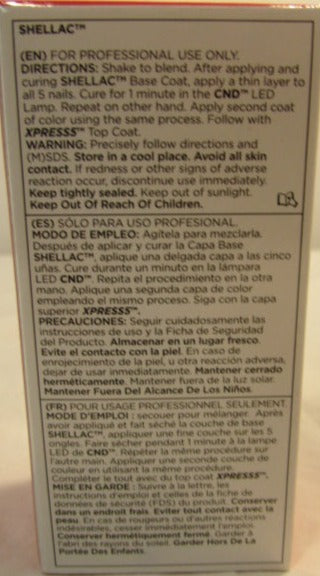 SHELLAC™
(EN) FOR PROFESSIONAL USE ONLY.
DIRECTIONS: Shake to blend. After applying and
curing SHELLAC™ Base Coat, apply a thin layer to
all 5 nails. Cure for 1 minute in the CND™ LED
Lamp. Repeat on other hand. Apply second coat
of color using the same process. Follow with
XPRESS5™ Top Coat.
WARNING: Precisely follow directions and
(M)SDS. Store in a cool place. Avoid all skin
contact. If redness or other signs of adverse
reaction occur, discontinue use immediately.
Keep tightly sealed. Keep out of sunlight.
Keep Out Of Reach Of Children.
(ES) SÓLO PARA USO PROFESIONAL.
MODO DE EMPLEO: Agítela para mezclarla.
Después de aplicar y curar la Capa Base
SHELLAC™, aplique una delgada capa a las cinco
uñas. Cure durante un minuto en la lámpara
LED CND™. Repita el procedimiento en la otra
mano. Aplique una segunda capa de color
empleando el mismo proceso. Siga con la capa
superior XPRESS5™.
PRECAUCIONES: Seguir cuidadosamente las
instrucciones de uso y la Ficha de Seguridad
del Producto. Almacenar en un lugar fresco.
Evite el contacto con la piel. En caso de
enrojecimiento de la piel, u otra reacción adversa,
dejar de usar inmediatamente. Mantener cerrado
herméticamente. Mantener fuera de la luz solar.
Mantener Fuera Del Alcance De Los Niños.
(FR) POUR USAGE PROFESSIONNEL SEULEMENT.
MODE D'EMPLOI : secouer pour mélanger. Après
avoir appliqué et fait séché la couche de base
SHELLAC™, appliquer une fine couche sur les 5
ongles. Faire sécher pendant 1 minute à la lampe
LED de CND™. Répéter la même procédure sur
l'autre main. Appliquer une seconde couche de
couleur en utilisant la même procédure.
Compléter le tout avec du top coat XPRESS5™.
MISE EN GARDE : Suivre à la lettre, les
instructions d'emploi et celles de la fiche de
données de sécurité (FDS) du produit. Conserver
dans un endroit frais. Éviter tout contact avec la
peau. En cas de rougeurs ou d'autres réactions
indésirables, cesser immédiatement l'emploi.
Conserver hermétiquement fermé. Garder à
l'abri des rayons du soleil. Garder Hors De La
Portée Des Enfants.